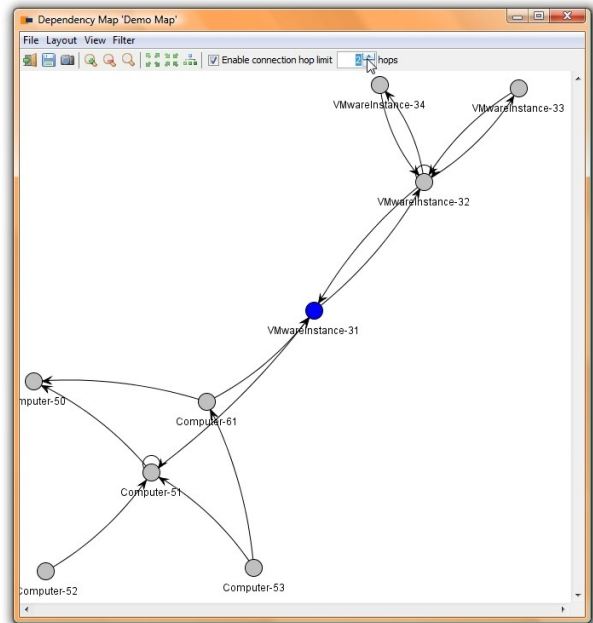 Dependency Map 'Demo Map'
File Layout View Filter
Enable connection hop limit 2 hops
VMwareInstance-34
VMwareInstance-33
VMwareInstance-32
VMwareInstance-31
mputer-50
Computer-61
Computer-51
Computer-52
Computer-53